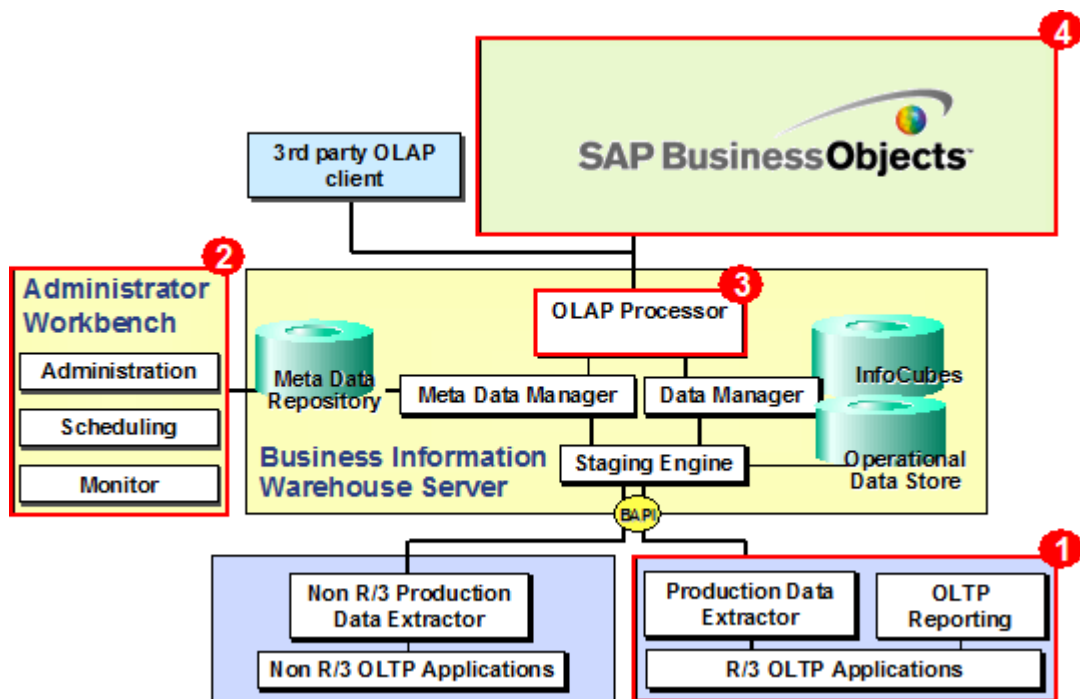 4
SAP BusinessObjects™
3rd party OLAP
client
2
Administrator
Workbench
Administration
Scheduling
Monitor
3
OLAP Processor
Meta Data
Repository
Meta Data Manager
Data Manager
InfoCubes
Business Information
Warehouse Server
Staging Engine
Operational
Data Store
BAPI
1
Non R/3 Production
Data Extractor
Non R/3 OLTP Applications
Production Data
Extractor
OLTP
Reporting
R/3 OLTP Applications